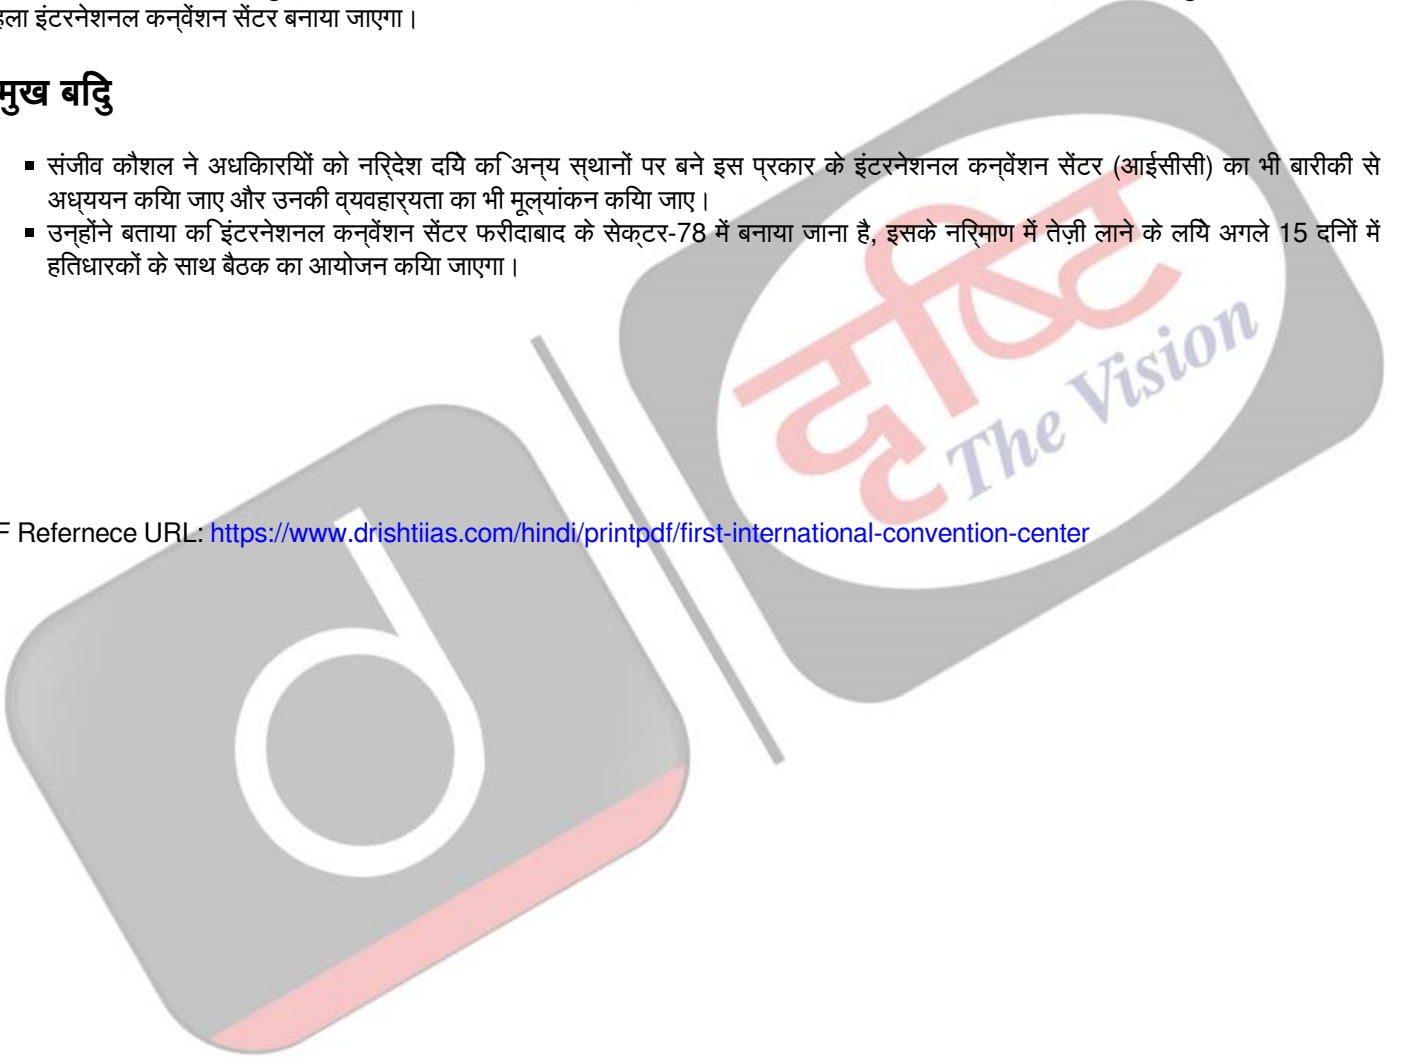 हला इंटरनेशनल कन्वेंशन सेंटर बनाया जाएगा।
मुख बिंदु
▪ संजीव कौशल ने अधिकारियों को निर्देश दिये कि अन्य स्थानों पर बने इस प्रकार के इंटरनेशनल कन्वेंशन सेंटर (आईसीसी) का भी बारीकी से
अध्ययन किया जाए और उनकी व्यवहार्यता का भी मूल्यांकन किया जाए।
▪ उन्होंने बताया कि इंटरनेशनल कन्वेंशन सेंटर फरीदाबाद के सेक्टर-78 में बनाया जाना है, इसके निर्माण में तेज़ी लाने के लिये अगले 15 दिनों में
हितधारकों के साथ बैठक का आयोजन किया जाएगा।
दृष्टि
The Vision
F Refernece URL: https://www.drishtiias.com/hindi/printpdf/first-international-convention-center
d